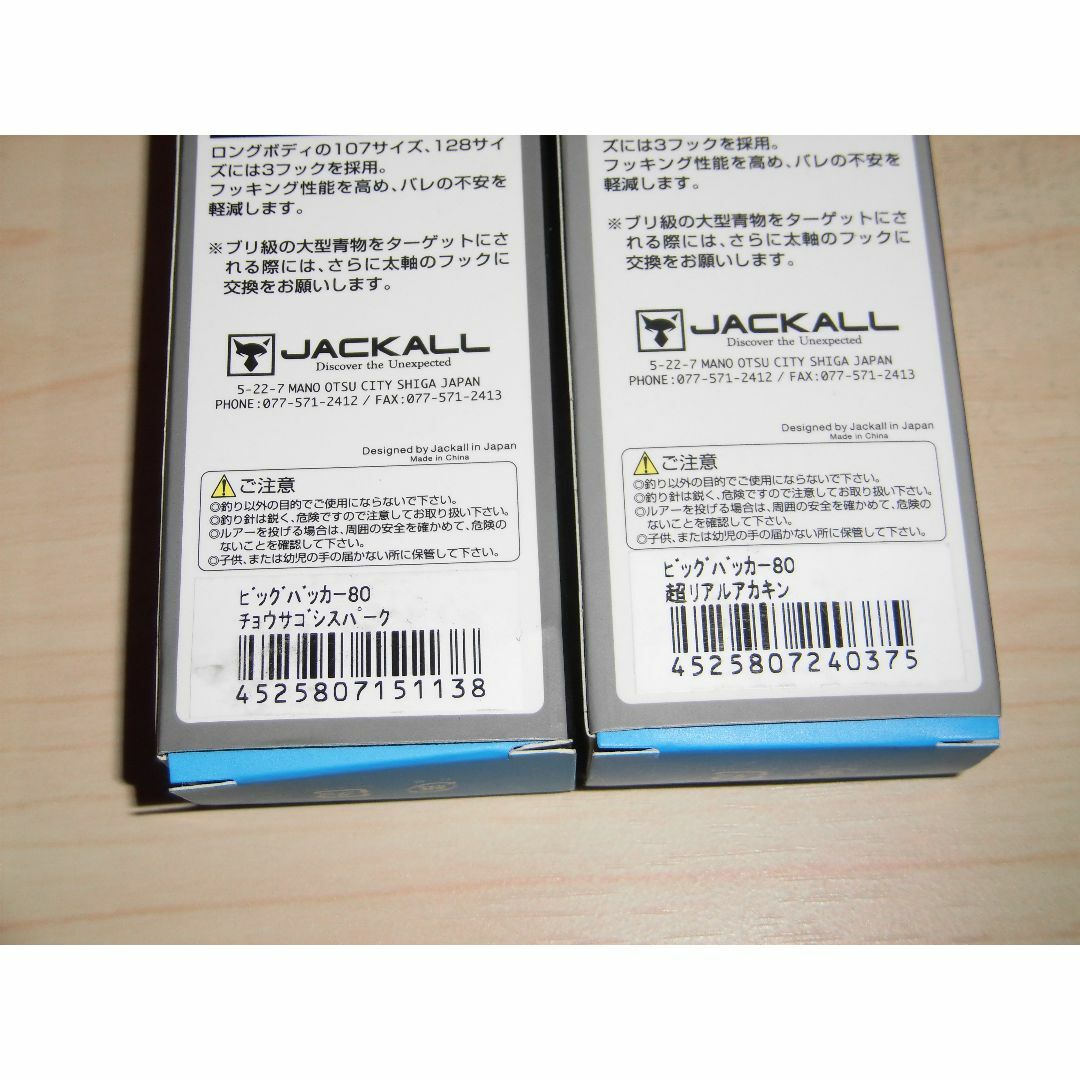 ロングボディの107サイズ、128サイ
ズには3フックを採用。
フッキング性能を高め、バレの不安を
軽減します。
※ブリ級の大型青物をターゲットにさ
れる際には、さらに太軸のフックに
交換をお願いします。
JACKALL
Discover the Unexpected
5-22-7 MANO OTSU CITY SHIGA JAPAN
PHONE:077-571-2412 / FAX:077-571-2413
Designed by Jackall in Japan
Made in China
ご注意
◎釣り以外の目的でご使用にならないで下さい。
◎釣り針は鋭く、危険ですので注意してお取り扱い下さい。
◎ルアーを投げる場合は、周囲の安全を確かめて、危険の
ないことを確認して下さい。
◎子供、または幼児の手の届かない所に保管して下さい。
ビッグバッカー80
チョウサゴシスパーク
4525807151138
ズには3フックを採用。
フッキング性能を高め、バレの不安を
軽減します。
※ブリ級の大型青物をターゲットにさ
れる際には、さらに太軸のフックに
交換をお願いします。
JACKALL
Discover the Unexpected
5-22-7 MANO OTSU CITY SHIGA JAPAN
PHONE:077-571-2412 / FAX:077-571-2413
Designed by Jackall in Japan
Made in China
ご注意
◎釣り以外の目的でご使用にならないで下さい。
◎釣り針は鋭く、危険ですので注意してお取り扱い下さい。
◎ルアーを投げる場合は、周囲の安全を確かめて、危険の
ないことを確認して下さい。
◎子供、または幼児の手の届かない所に保管して下さい。
ビッグバッカー80
超リアルアカキン
4525807240375